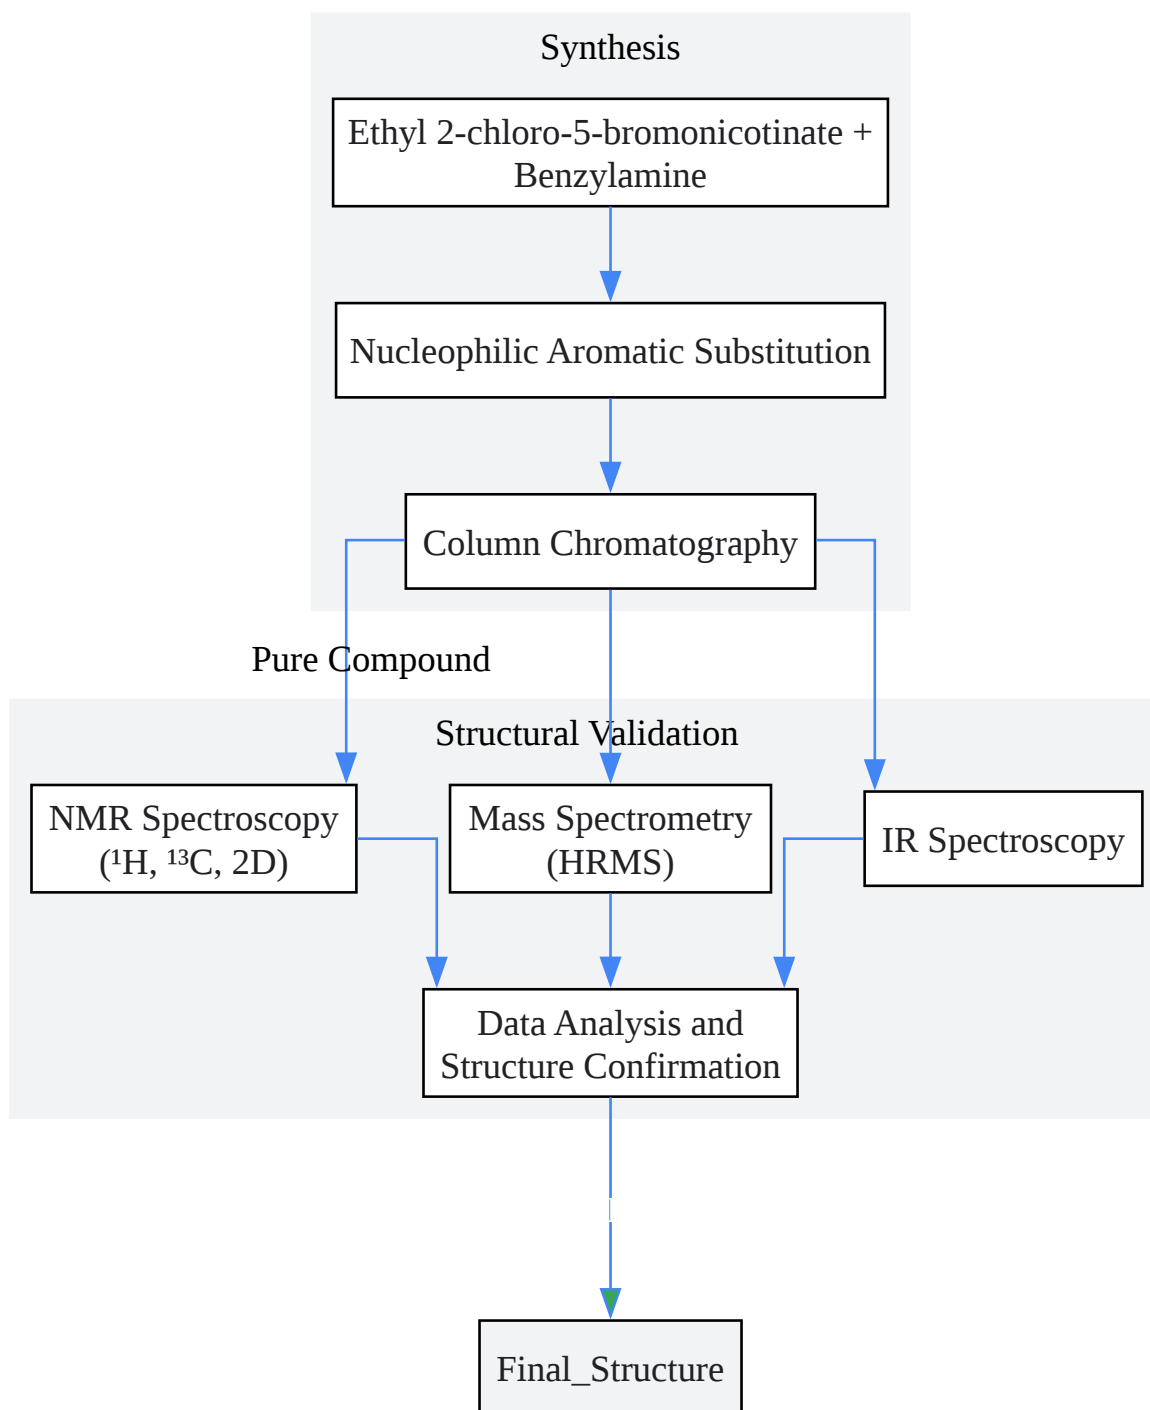 Synthesis
Ethyl 2-chloro-5-bromonicotinate +
Benzylamine
Nucleophilic Aromatic Substitution
Column Chromatography
Pure Compound
Structural Validation
NMR Spectroscopy
(¹H, ¹³C, 2D)
Mass Spectrometry
(HRMS)
IR Spectroscopy
Data Analysis and
Structure Confirmation
Final_Structure